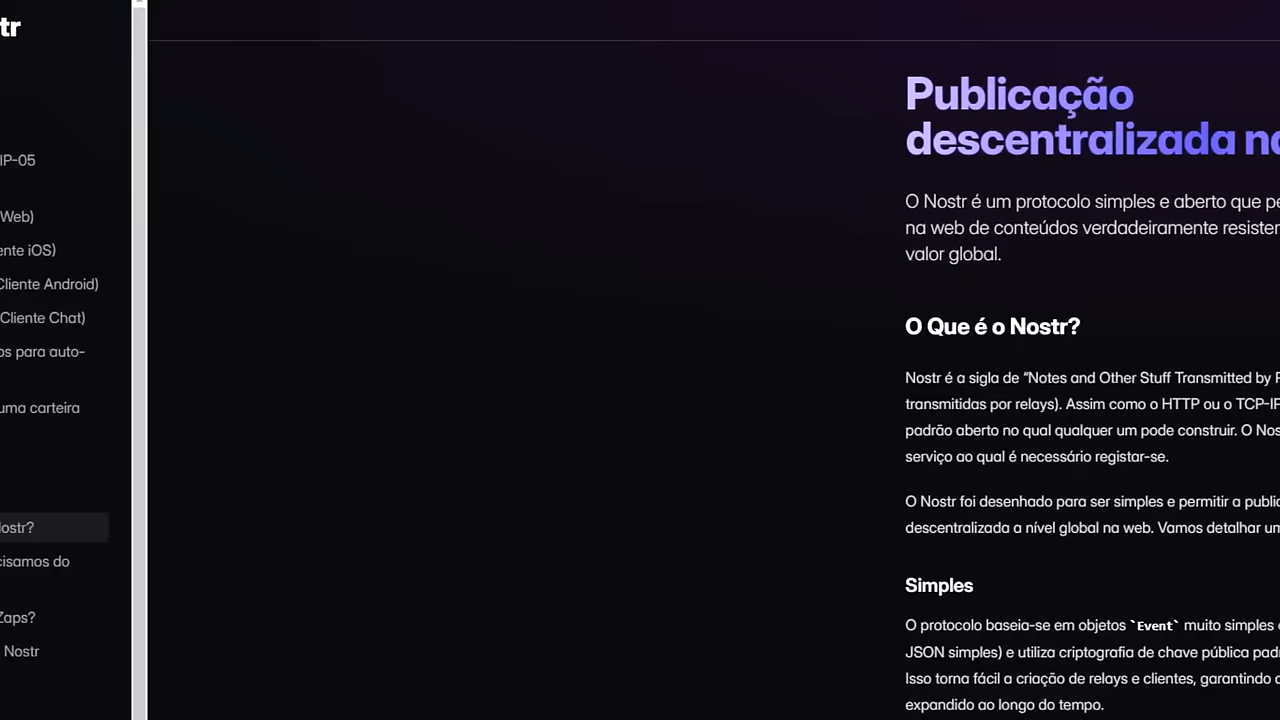 tr
IP-05
Web)
ente iOS)
Cliente Android)
Cliente Chat)
os para auto-
uma carteira
Nostr?
cisamos do
Zaps?
Nostr
Publicação
descentralizada na
O Nostr é um protocolo simples e aberto que pe
na web de conteúdos verdadeiramente resister
valor global.
O Que é o Nostr?
Nostr é a sigla de “Notes and Other Stuff Transmitted by R
transmitidas por relays). Assim como o HTTP ou o TCP-IP
padrão aberto no qual qualquer um pode construir. O Nos
serviço ao qual é necessário registar-se.
O Nostr foi desenhado para ser simples e permitir a public
descentralizada a nível global na web. Vamos detalhar um
Simples
O protocolo baseia-se em objetos `Event` muito simples
JSON simples) e utiliza criptografia de chave pública pad
Isso torna fácil a criação de relays e clientes, garantindo
expandido ao longo do tempo.